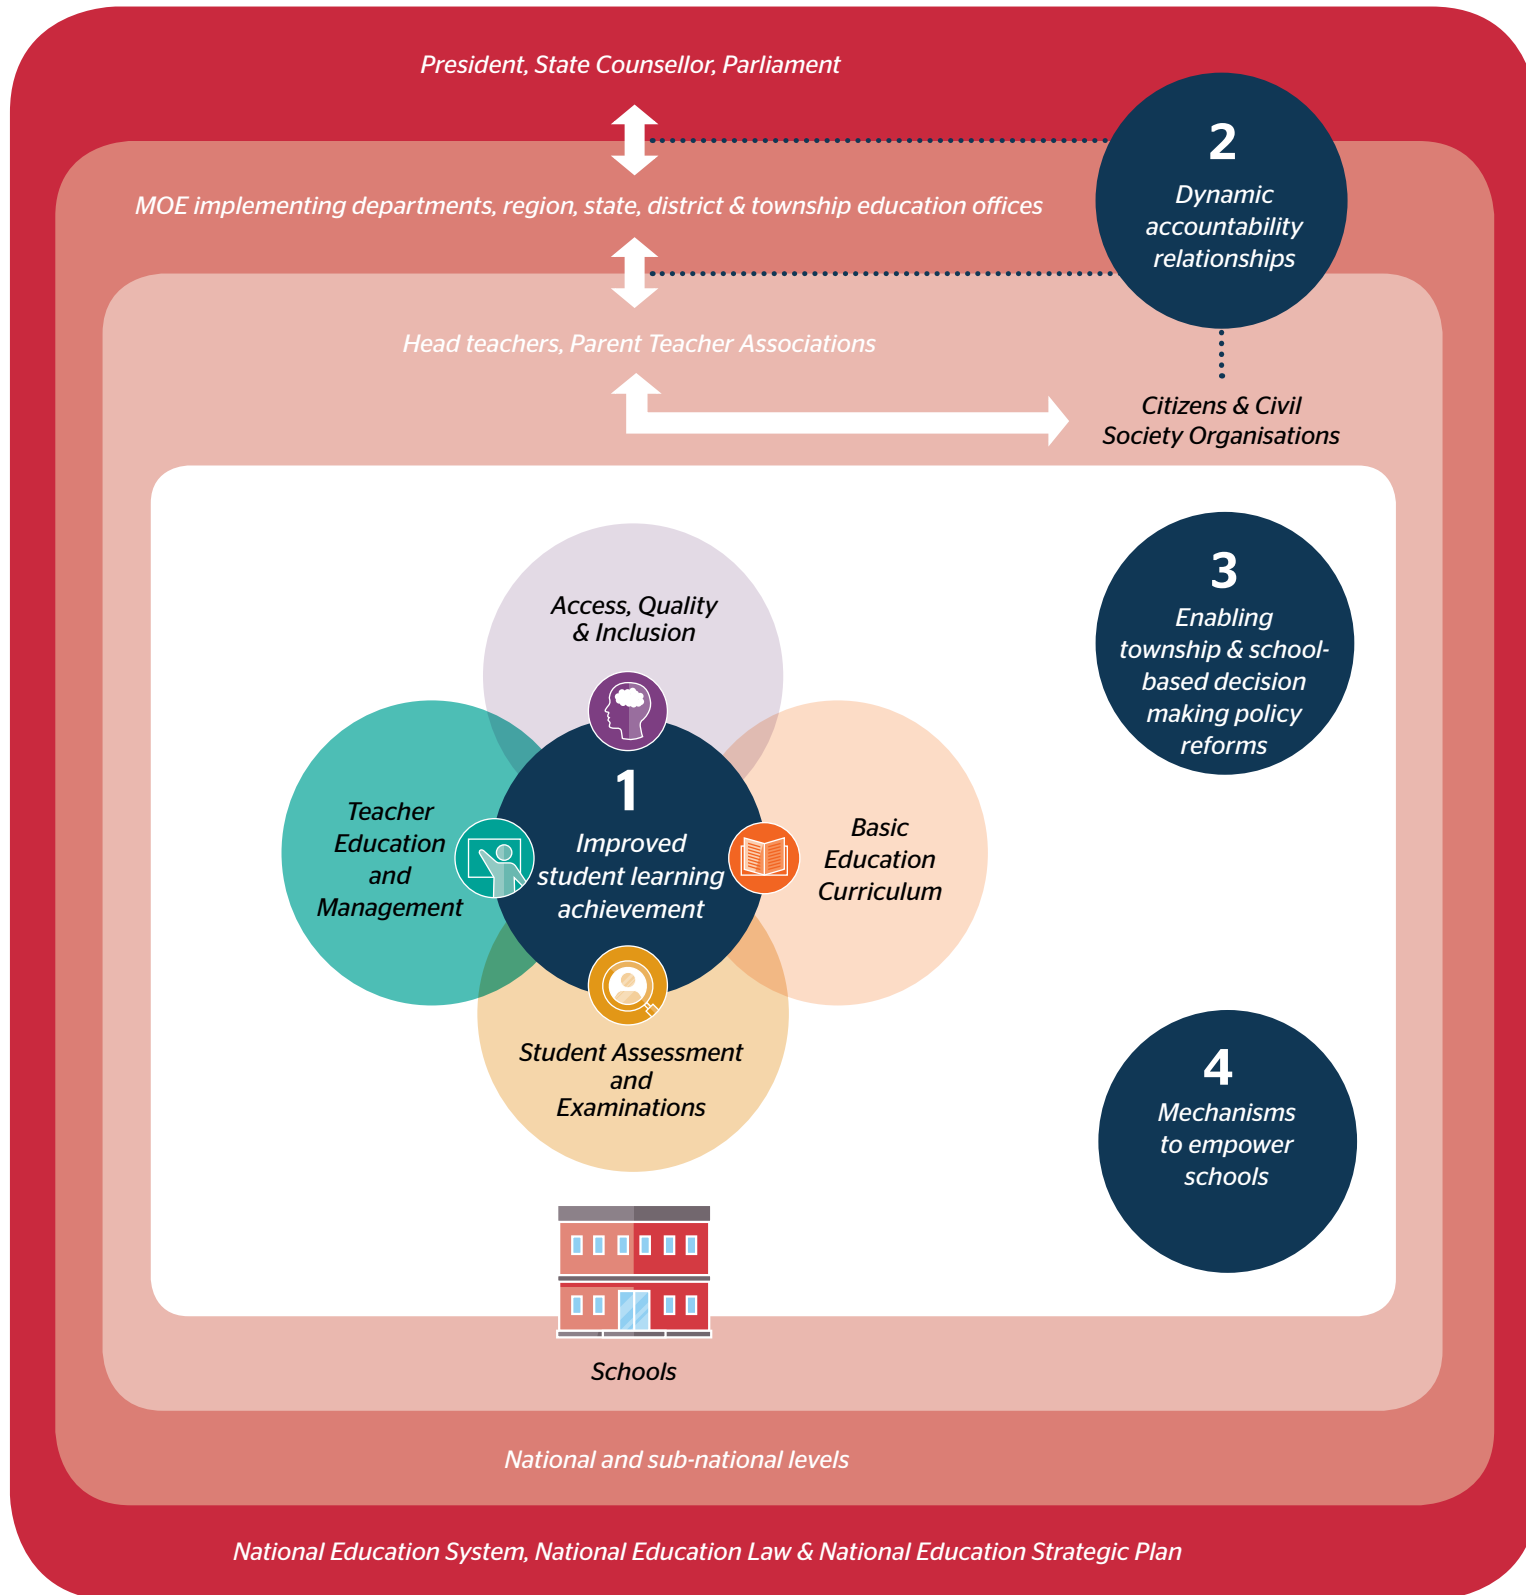 President, State Counsellor, Parliament
2
Dynamic
accountability
relationships
MOE implementing departments, region, state, district & township education offices
Head teachers, Parent Teacher Associations
Citizens & Civil
Society Organisations
Access, Quality
& Inclusion
3
Enabling
township & school-
based decision
making policy
reforms
Teacher
Education
and
Management
1
Improved
student learning
achievement
Basic
Education
Curriculum
Student Assessment
and
Examinations
4
Mechanisms
to empower
schools
Schools
National and sub-national levels
National Education System, National Education Law & National Education Strategic Plan